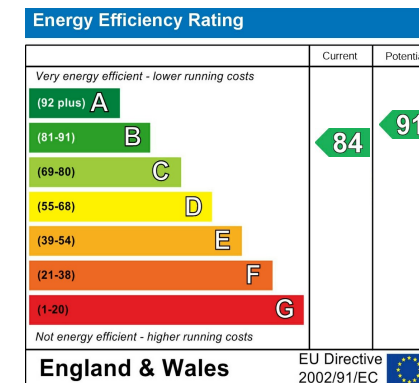 Energy Efficiency Rating
Current Potenti
Very energy efficient - lower running costs
(92 plus) A
(81-91) B
84
91
(69-80) C
(55-68) D
(39-54) E
(21-38) F
(1-20) G
Not energy efficient - higher running costs
England & Wales
EU Directive
2002/91/EC